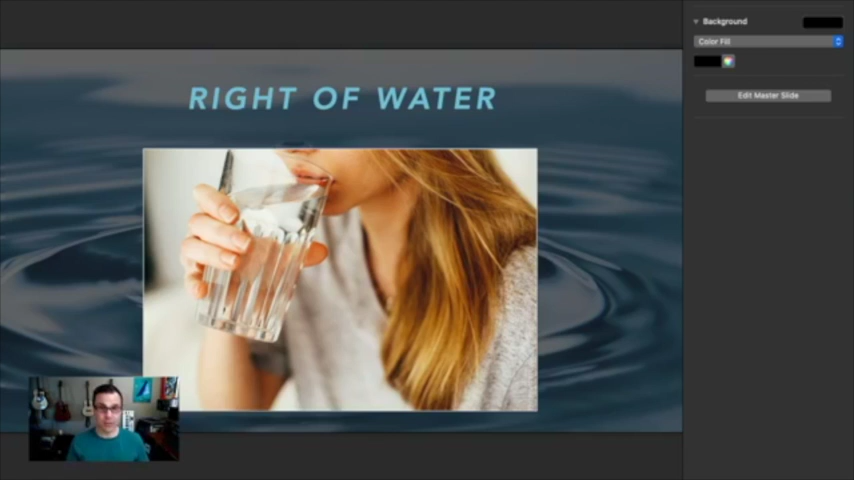 Background
Color Fill
Edit Master Slide
RIGHT OF WATER